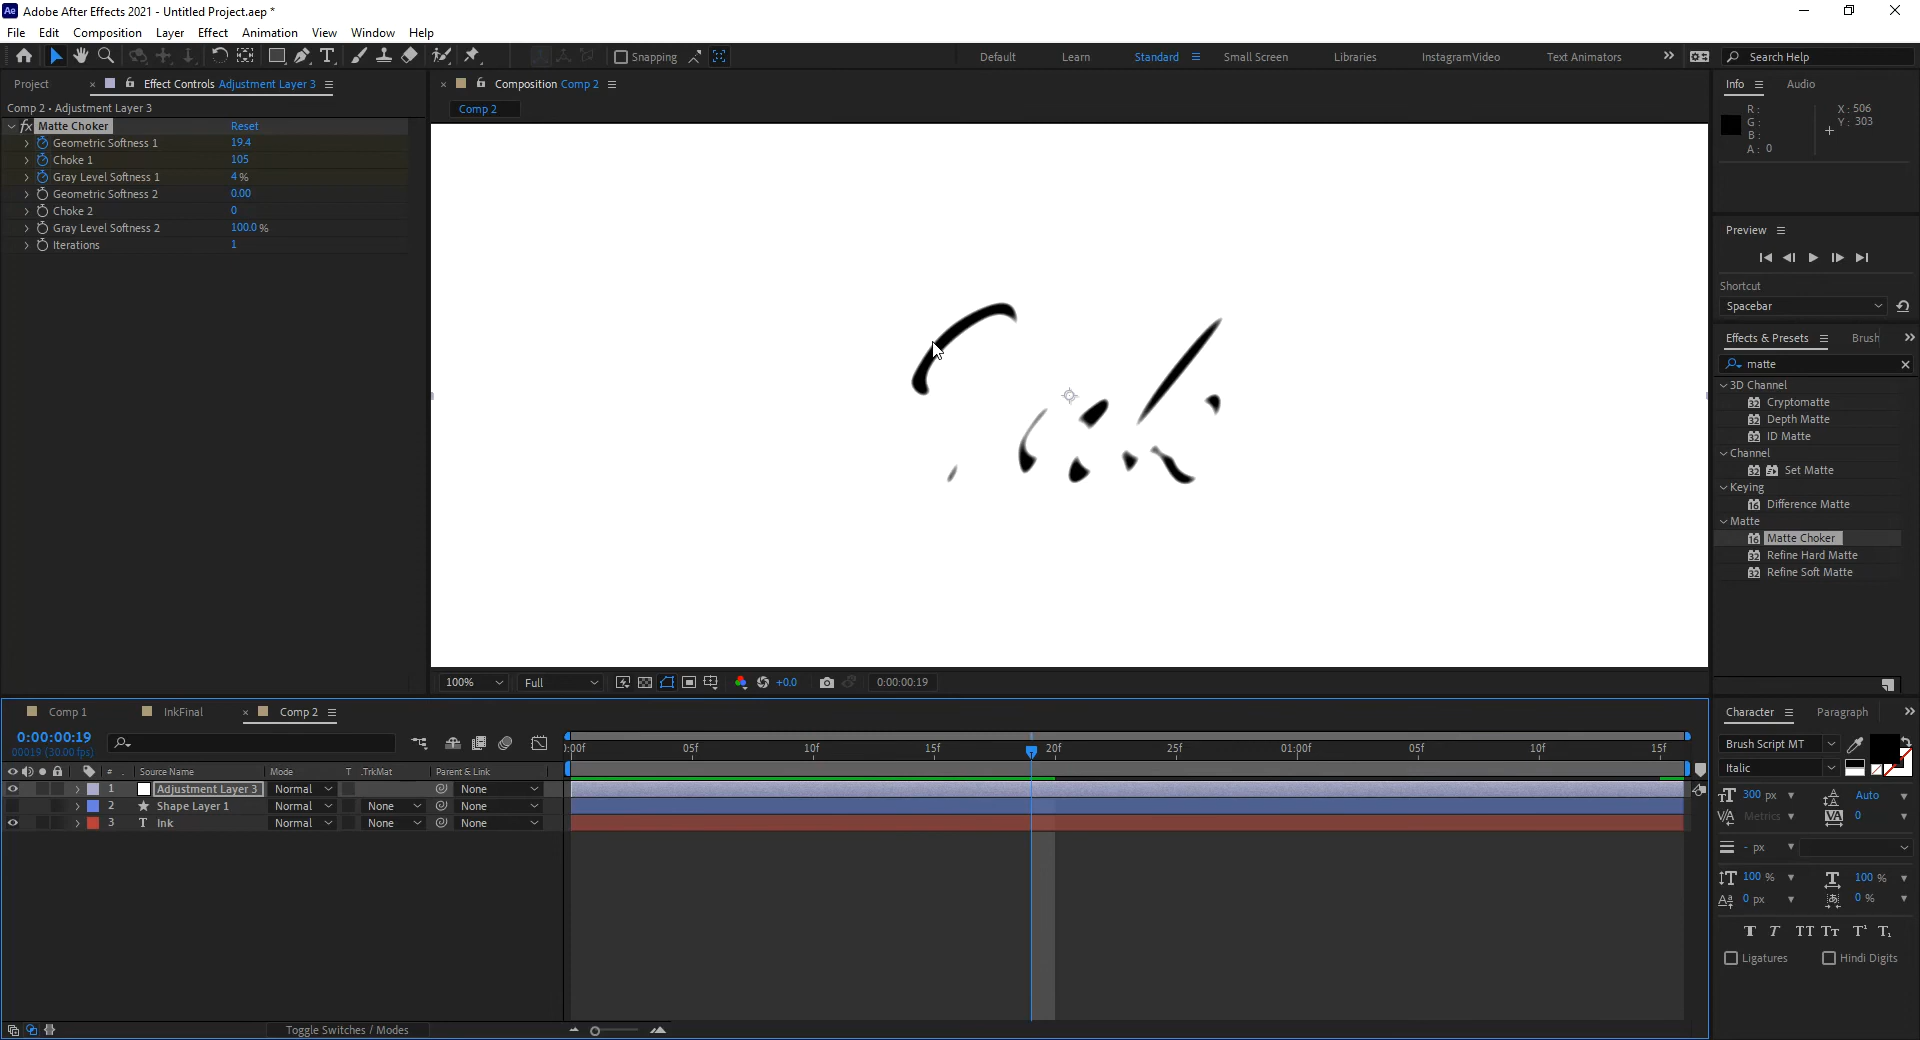 Adobe After Effects 2021 - Untitled Project.aep *
File Edit Composition Layer Effect Animation View Window Help
Snapping Default Learn Standard Small Screen Libraries InstagramVideo Text Animators Search Help
Project Effect Controls Adjustment Layer 3
Composition Comp 2
Info Audio
Comp 2 • Adjustment Layer 3
Comp 2
fx Matte Choker Reset
Geometric Softness 1 19.4
Choke 1 105
Gray Level Softness 1 4 %
Geometric Softness 2 0.00
Choke 2 0
Gray Level Softness 2 100.0 %
Iterations 1
R :
G :
B :
A : 0
X : 506
Y : 303
Preview
Shortcut
Spacebar
Effects & Presets Brush
matte
3D Channel
Cryptomatte
Depth Matte
ID Matte
Channel
Set Matte
Keying
Difference Matte
Matte
Matte Choker
Refine Hard Matte
Refine Soft Matte
100% Full +0.0 0:00:00:19
Comp 1 InkFinal Comp 2
0:00:00:19
00019 (30.00 fps)
):00f 05f 10f 15f 20f 25f 01:00f 05f 10f 15f
# . Source Name Mode T .TrkMat Parent & Link
1 Adjustment Layer 3 Normal None
2 Shape Layer 1 Normal None None
3 T Ink Normal None None
Toggle Switches / Modes
Character Paragraph
Brush Script MT
Italic
300 px Auto
Metrics 0
- px
100 % 100 %
0 px 0 %
T T TT Tt T¹ T₁
Ligatures Hindi Digits